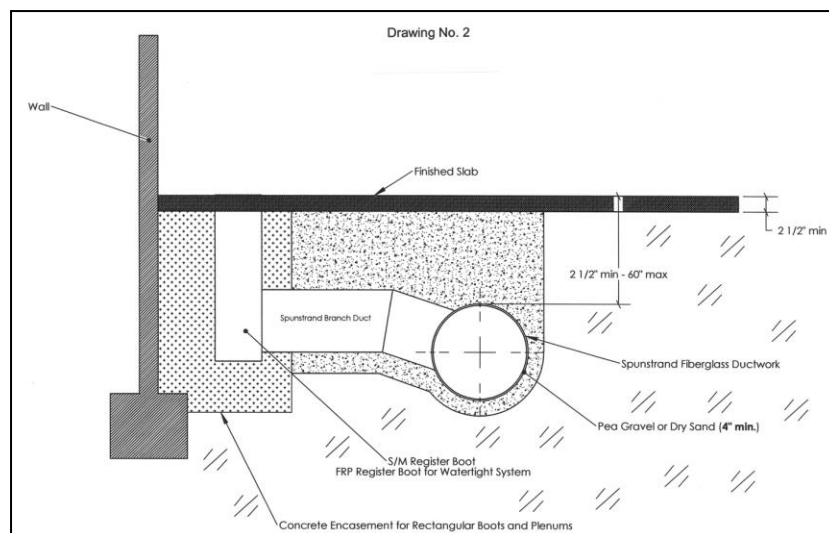 Drawing No. 2
Wall
Finished Slab
2 1/2" min
2 1/2" min - 60" max
Spunstrand Branch Duct
Spunstrand Fiberglass Ductwork
Pea Gravel or Dry Sand (4" min.)
S/M Register Boot
FRP Register Boot for Watertight System
Concrete Encasement for Rectangular Boots and Plenums